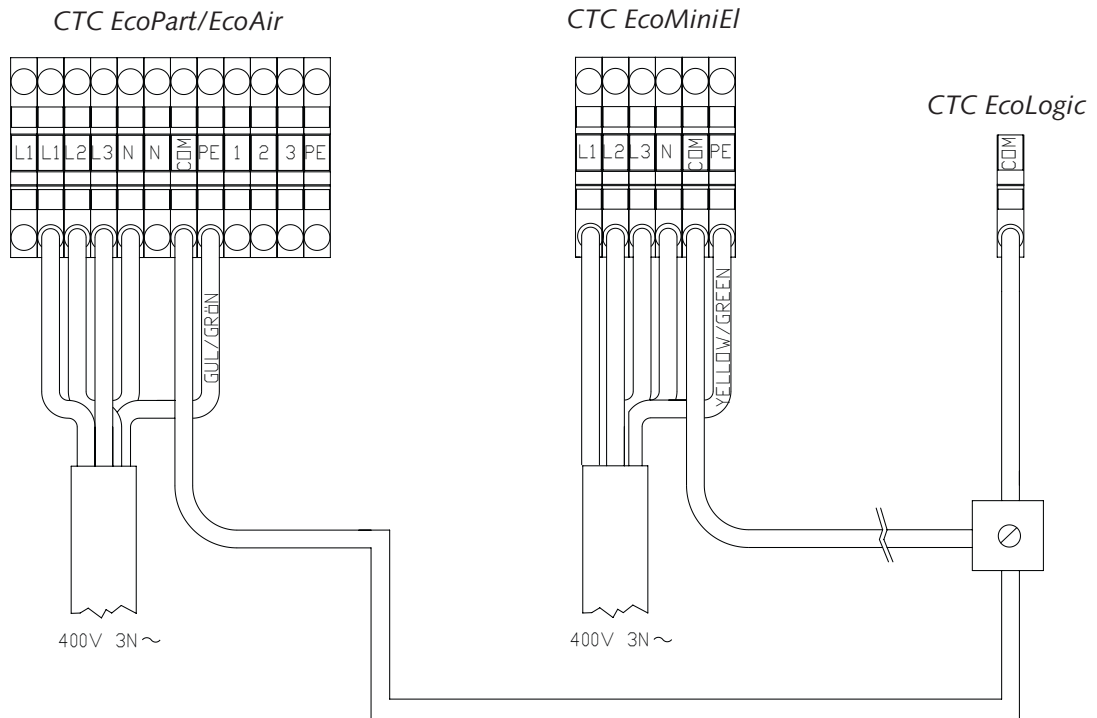 CTC EcoPart/EcoAir
CTC EcoMiniEl
CTC EcoLogic
L1 L1 L2 L3 N N COM PE 1 2 3 PE
L1 L2 L3 N COM PE
COM
GUL/GRÖN
YELLOW/GREEN
400V 3N~
400V 3N~